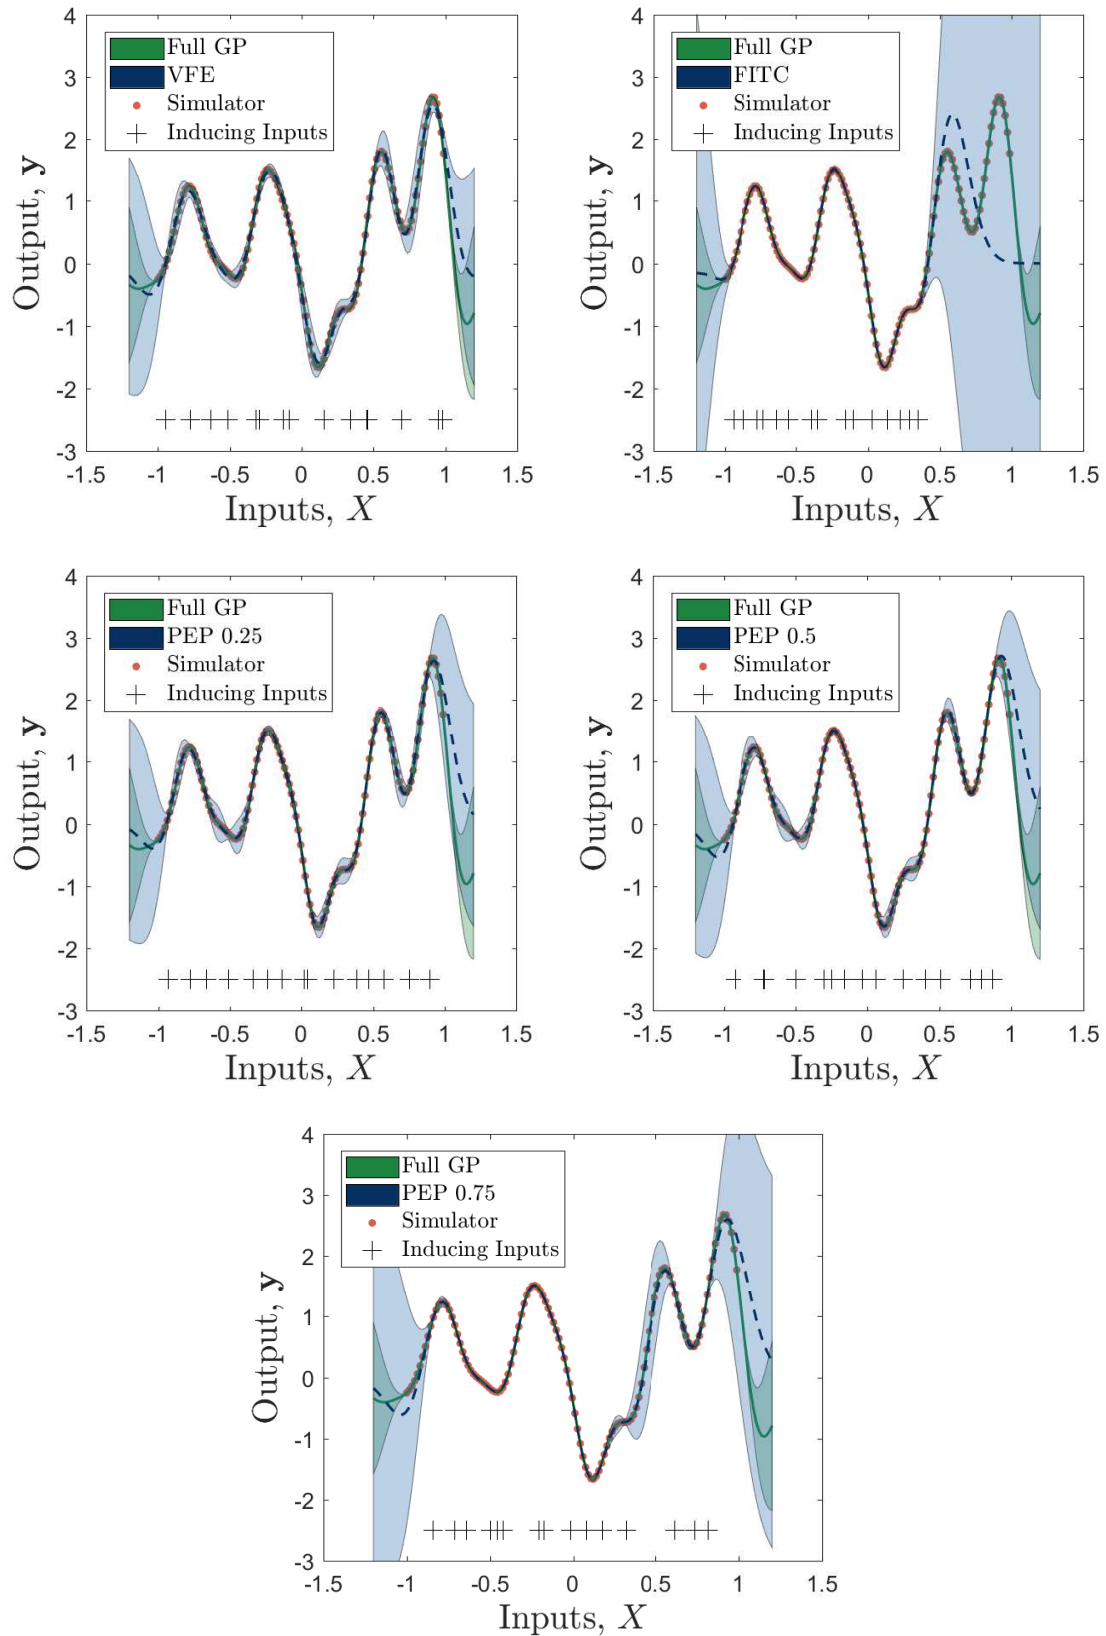 4
3
2
1
0
-1
-2
-3
-1.5
-1
-0.5
0
0.5
1
1.5
Output, y
Inputs, X
Full GP
VFE
Simulator
Inducing Inputs
4
3
2
1
0
-1
-2
-3
-1.5
-1
-0.5
0
0.5
1
1.5
Output, y
Inputs, X
Full GP
FITC
Simulator
Inducing Inputs
4
3
2
1
0
-1
-2
-3
-1.5
-1
-0.5
0
0.5
1
1.5
Output, y
Inputs, X
Full GP
PEP 0.25
Simulator
Inducing Inputs
4
3
2
1
0
-1
-2
-3
-1.5
-1
-0.5
0
0.5
1
1.5
Output, y
Inputs, X
Full GP
PEP 0.5
Simulator
Inducing Inputs
4
3
2
1
0
-1
-2
-3
-1.5
-1
-0.5
0
0.5
1
1.5
Output, y
Inputs, X
Full GP
PEP 0.75
Simulator
Inducing Inputs